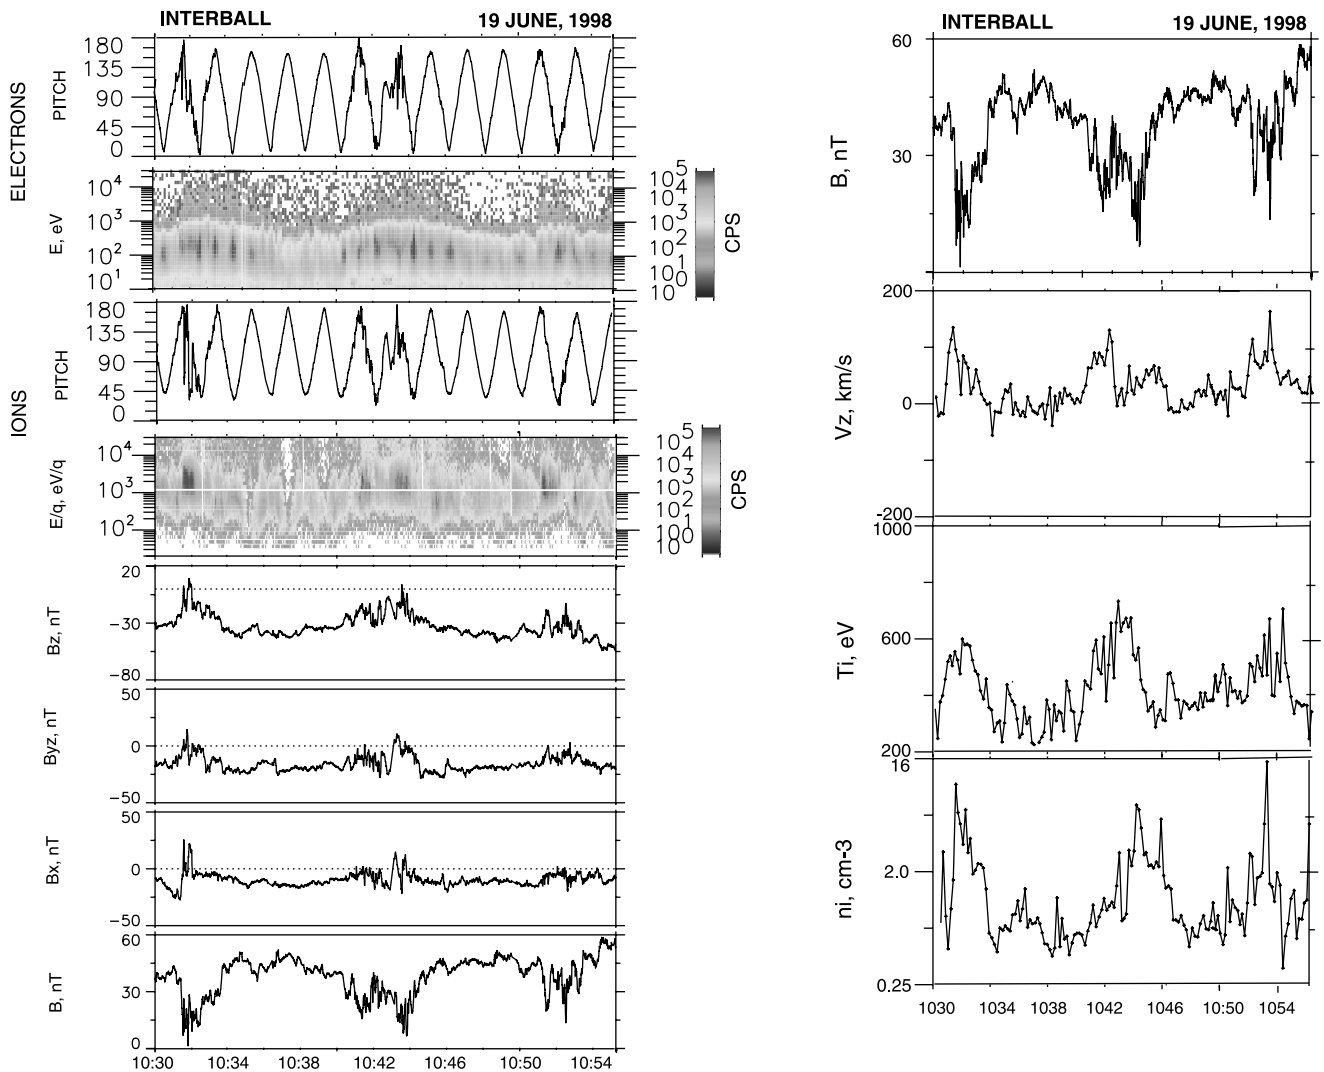 INTERBALL 19 JUNE, 1998
ELECTRONS
PITCH
180
135
90
45
0
E, eV
10^4
10^3
10^2
10^1
10^5
10^4
10^3
10^2
10^1
10^0
10
CPS
IONS
PITCH
180
135
90
45
0
E/q, eV/q
10^4
10^3
10^2
10^5
10^4
10^3
10^2
10^1
10^0
10
CPS
Bz, nT
20
−30
−80
Byz, nT
50
0
−50
Bx, nT
50
0
−50
B, nT
60
30
0
10:30 10:34 10:38 10:42 10:46 10:50 10:54
INTERBALL 19 JUNE, 1998
B, nT
60
30
Vz, km/s
200
0
-200
Ti, eV
1600
600
200
ni, cm-3
16
2.0
0.25
1030 1034 1038 1042 1046 10:50 1054